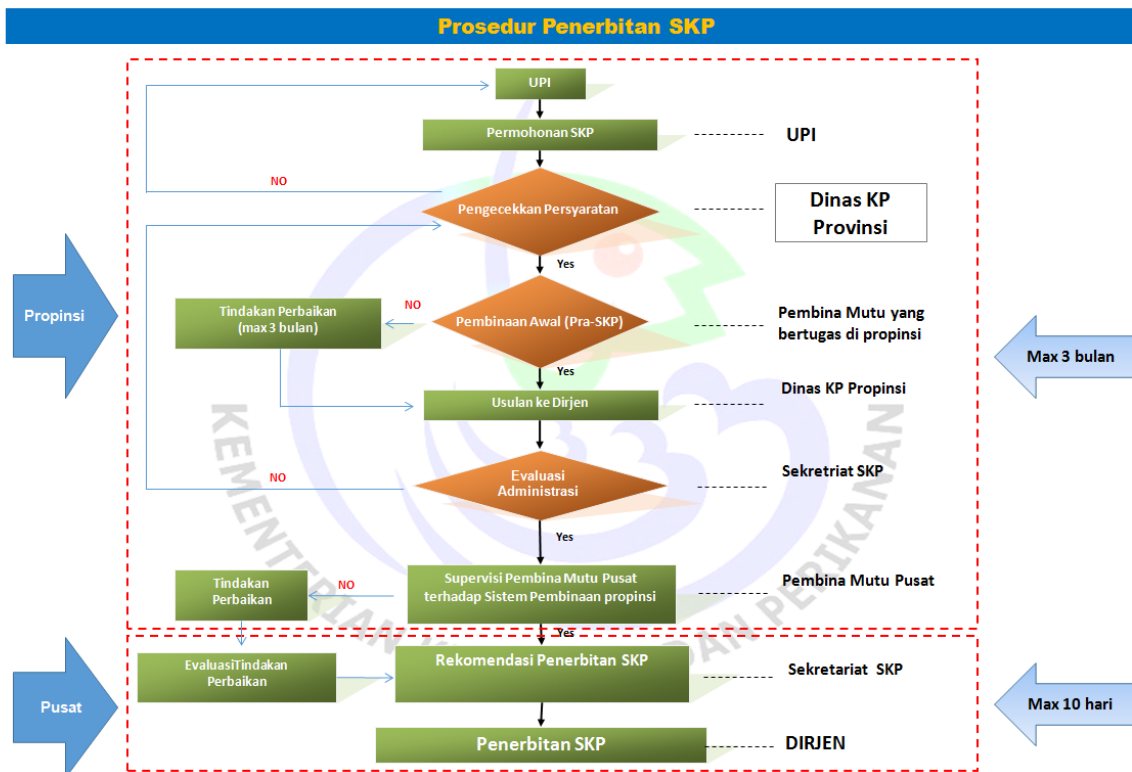 Prosedur Penerbitan SKP
UPI
Permohonan SKP
UPI
NO
Pengecekkan Persyaratan
Dinas KP
Provinsi
Yes
Propinsi
Tindakan Perbaikan
(max 3 bulan)
NO
Pembinaan Awal (Pra-SKP)
Pembina Mutu yang
bertugas di propinsi
Max 3 bulan
Yes
Usulan ke Dirjen
Dinas KP Propinsi
NO
Evaluasi
Administrasi
Sekretriat SKP
Yes
Tindakan
Perbaikan
NO
Supervisi Pembina Mutu Pusat
terhadap Sistem Pembinaan propinsi
Pembina Mutu Pusat
Yes
Pusat
EvaluasiTindakan
Perbaikan
Rekomendasi Penerbitan SKP
Sekretariat SKP
Max 10 hari
Penerbitan SKP
DIRJEN
KEMENTERIAN
DAN PERIKANAN